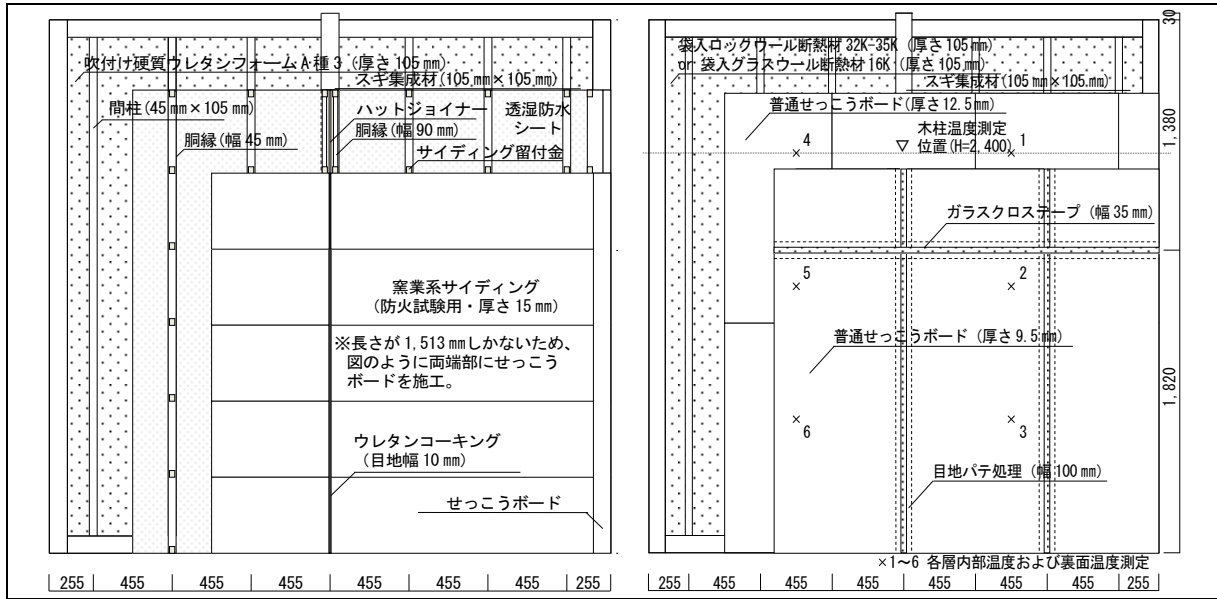 吹付け硬質ウレタンフォームA種3 (厚さ105㎜)
スギ集成材(105㎜×105㎜)
間柱(45㎜×105㎜)
ハットジョイナー
透湿防水
シート
胴縁(幅90㎜)
胴縁(幅45㎜)
サイディング留付金
窯業系サイディング
(防火試験用・厚さ15㎜)
※長さが1,513㎜しかないため、
図のように両端部にせっこう
ボードを施工。
ウレタンコーキング
(目地幅10㎜)
せっこうボード
255 455 455 455 455 455 255
袋入ロックウール断熱材32K-35K (厚さ105㎜)
or 袋入グラスウール断熱材16K (厚さ105㎜)
スギ集成材(105㎜×105㎜)
普通せっこうボード(厚さ12.5㎜)
木柱温度測定
▽ 位置(H=2,400)
×4
×1
ガラスクロステープ (幅35㎜)
×5
×2
普通せっこうボード (厚さ9.5㎜)
×6
×3
目地パテ処理 (幅100㎜)
×1～6 各層内部温度および裏面温度測定
30
1,380
1,820
255 455 455 455 455 455 255